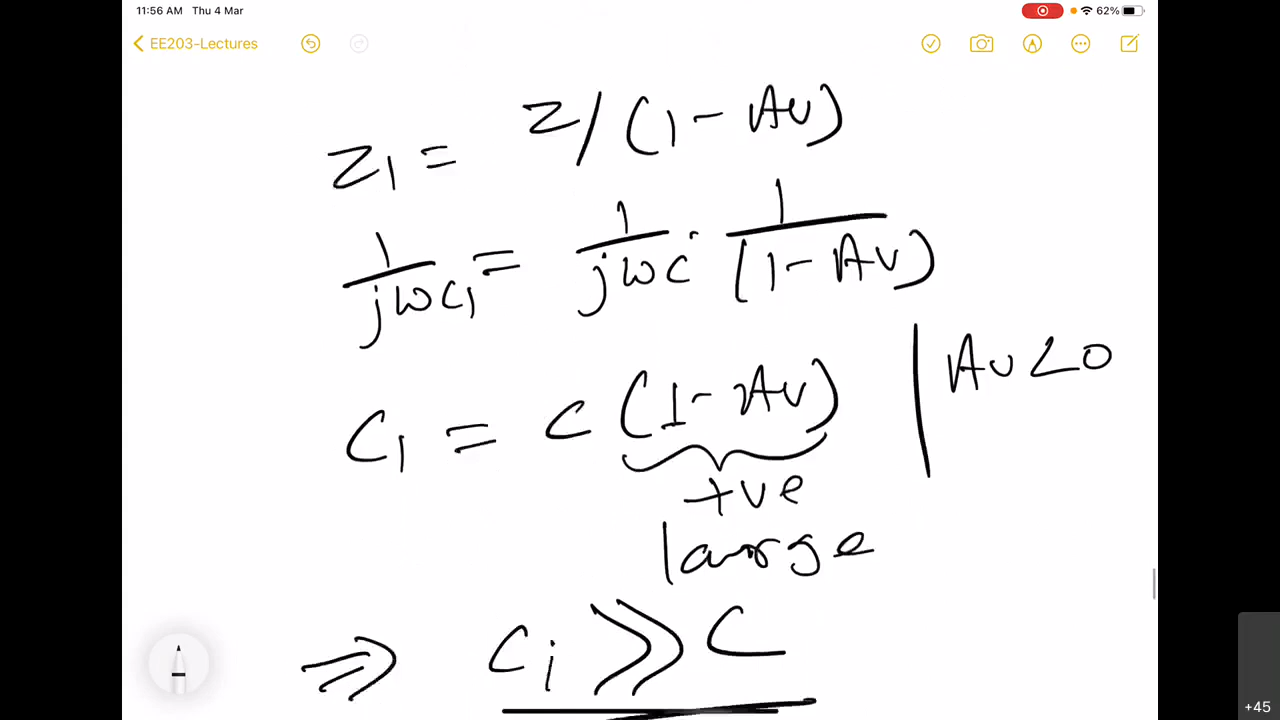 11:56 AM Thu 4 Mar 62%
EE203-Lectures
Z1 = Z/(1 - Av)
1/jωC1 = 1/jωC · 1/(1 - Av)
Av < 0
C1 = C (1 - Av)
+ve
large
⇒ Ci >> C
+45